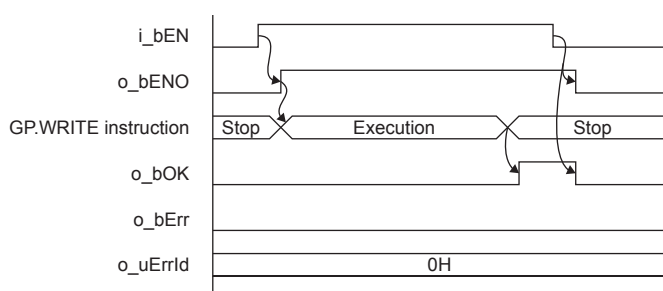 i_bEN
o_bENO
GP.WRITE instruction Stop Execution Stop
o_bOK
o_bErr
o_uErrId 0H